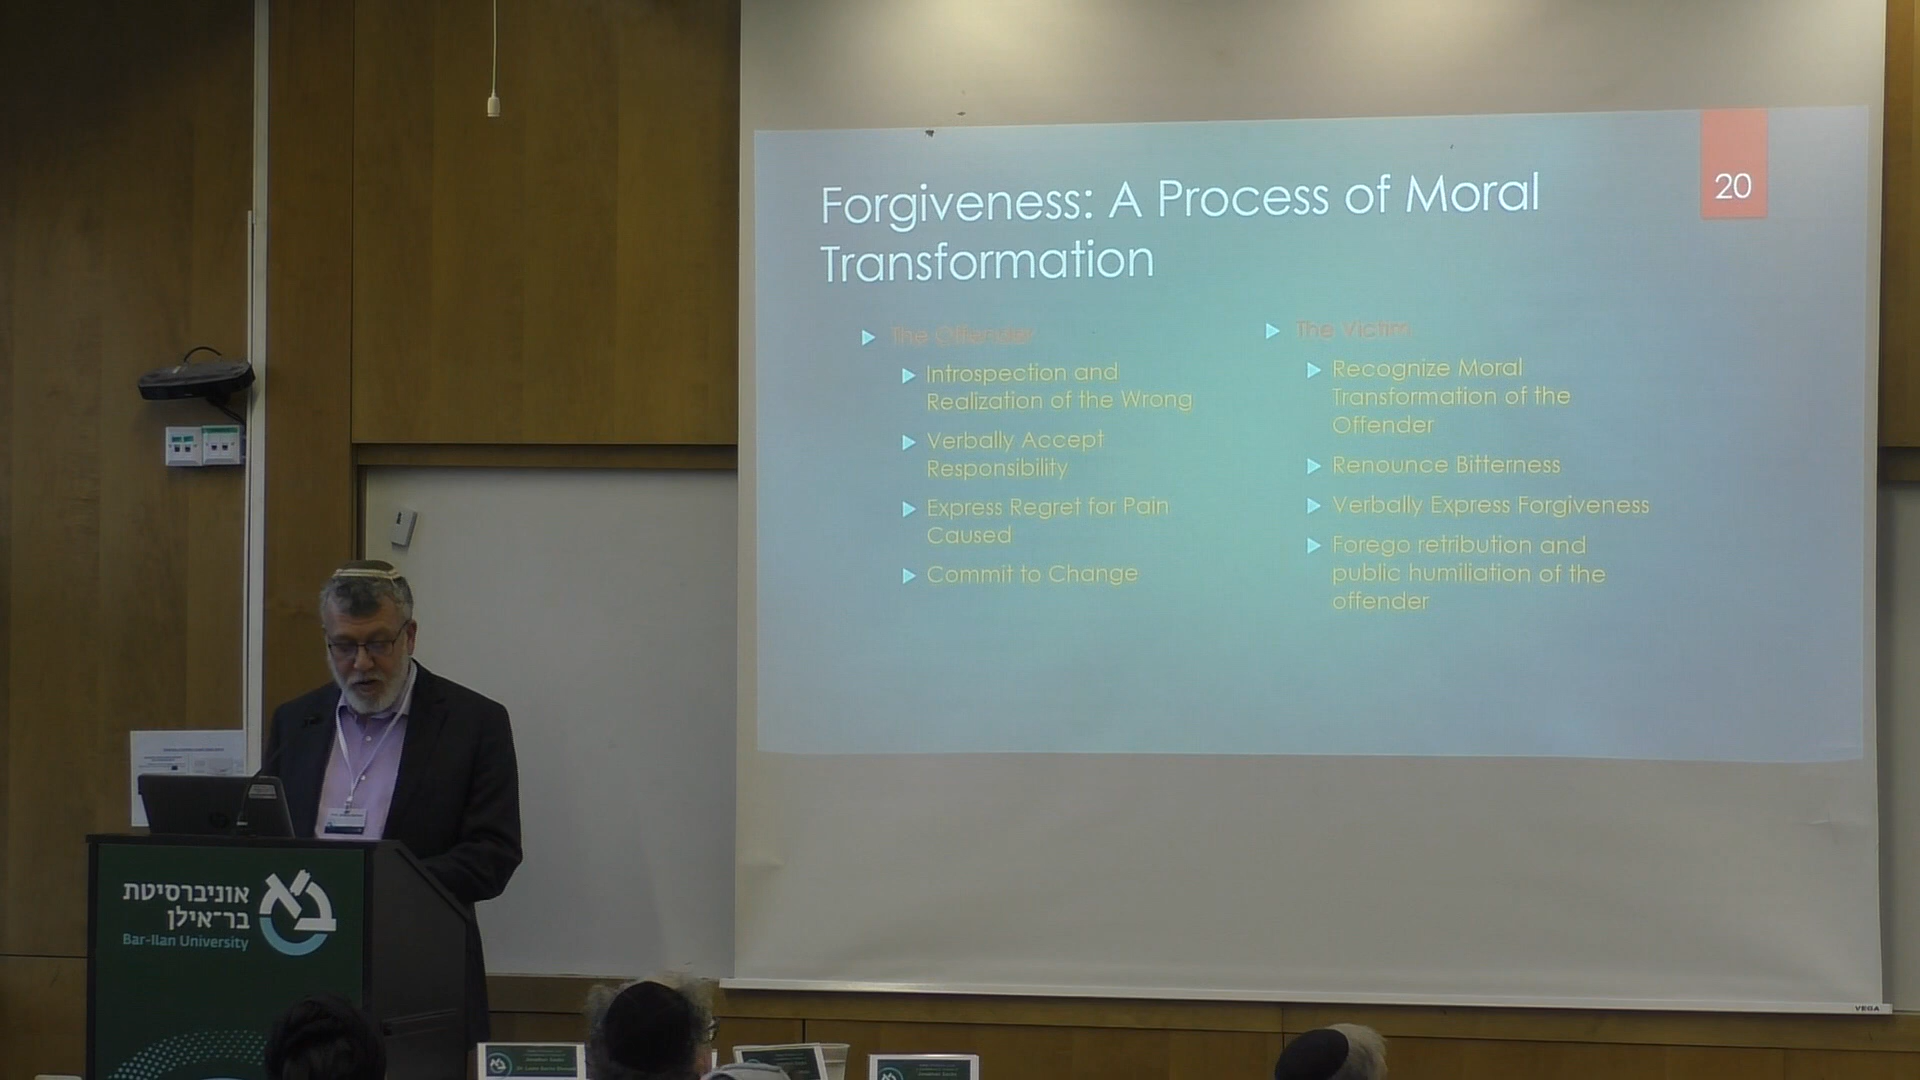 Forgiveness: A Process of Moral
Transformation
20
The Offender
Introspection and
Realization of the Wrong
Verbally Accept
Responsibility
Express Regret for Pain
Caused
Commit to Change
The Victim
Recognize Moral
Transformation of the
Offender
Renounce Bitterness
Verbally Express Forgiveness
Forego retribution and
public humiliation of the
offender
אוניברסיטת
בר־אילן
Bar-Ilan University
VEGA